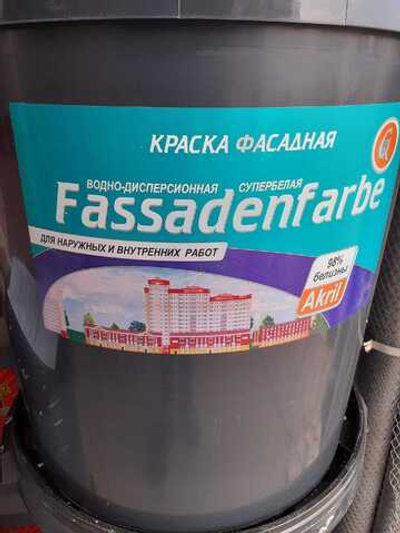 КРАСКА ФАСАДНАЯ
ВОДНО-ДИСПЕРСИОННАЯ СУПЕРБЕЛАЯ
Fassadenfarbe
ДЛЯ НАРУЖНЫХ И ВНУТРЕННИХ РАБОТ
98%
белизны
Akril